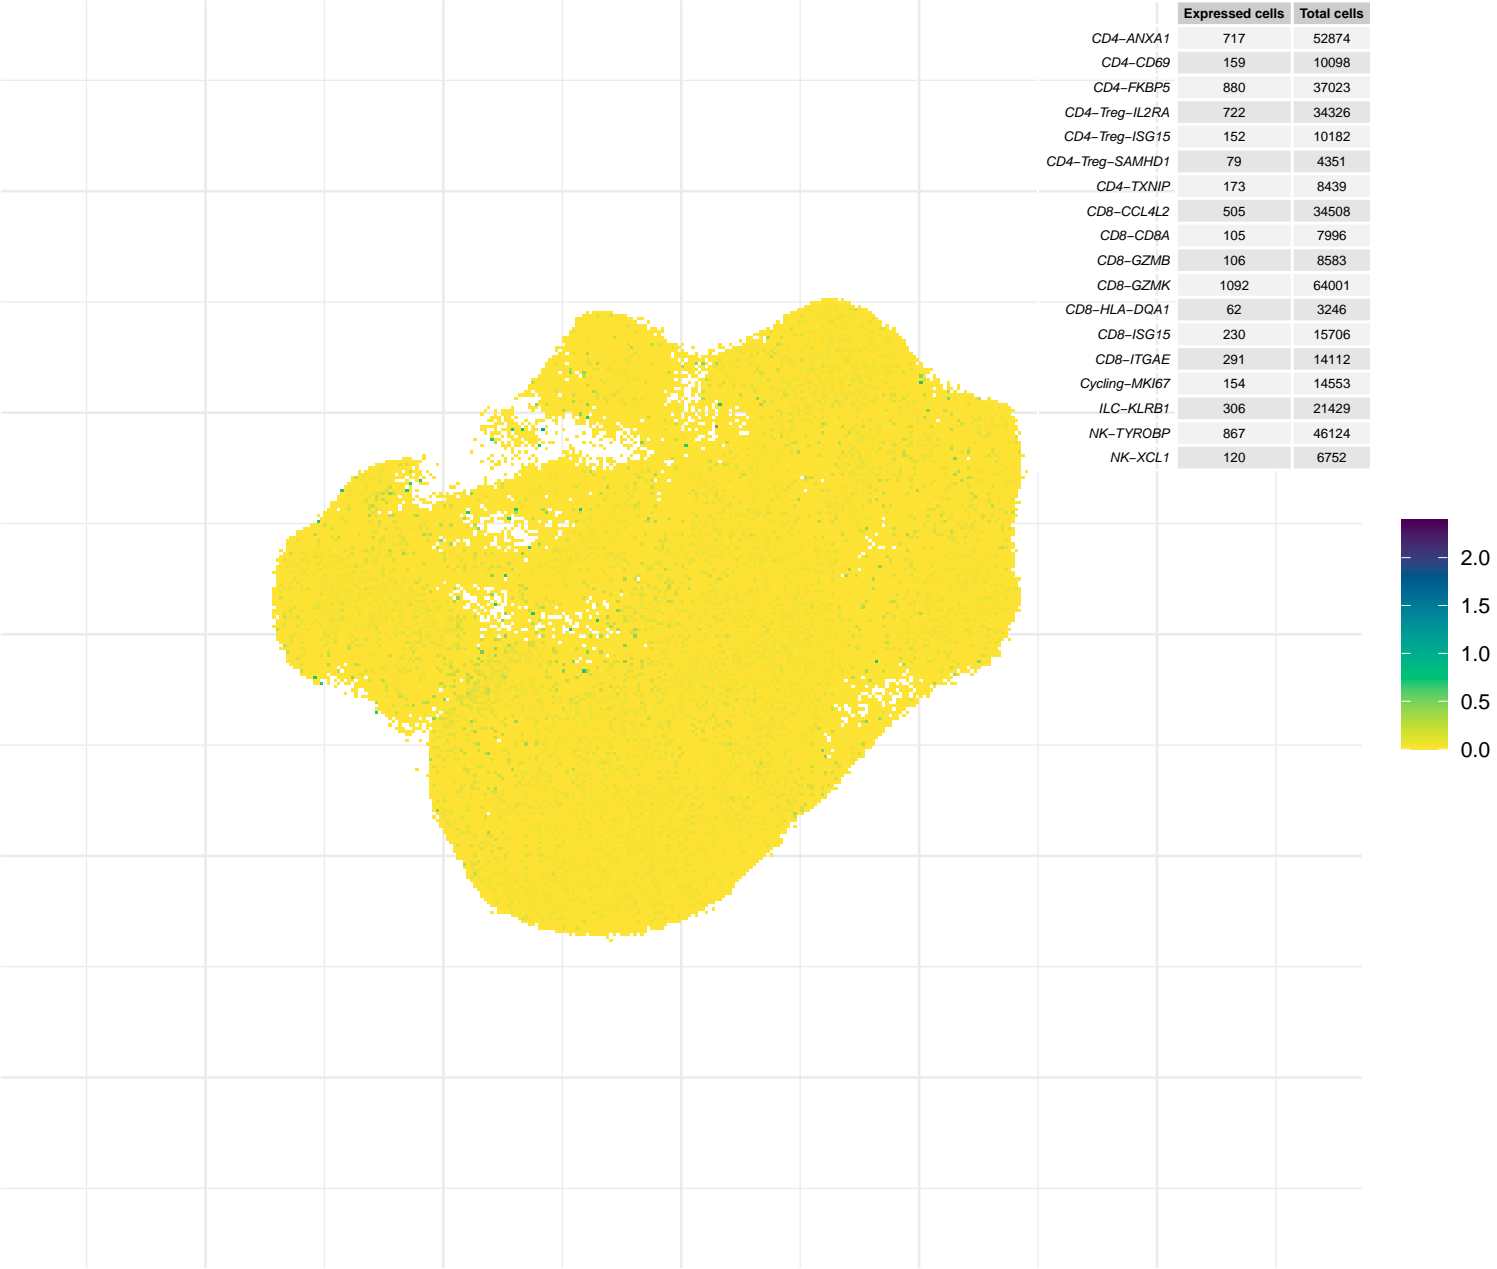 Expressed cells Total cells
CD4−ANXA1 717 52874
CD4−CD69 159 10098
CD4−FKBP5 880 37023
CD4−Treg−IL2RA 722 34326
CD4−Treg−ISG15 152 10182
CD4−Treg−SAMHD1 79 4351
CD4−TXNIP 173 8439
CD8−CCL4L2 505 34508
CD8−CD8A 105 7996
CD8−GZMB 106 8583
CD8−GZMK 1092 64001
CD8−HLA−DQA1 62 3246
CD8−ISG15 230 15706
CD8−ITGAE 291 14112
Cycling−MKI67 154 14553
ILC−KLRB1 306 21429
NK−TYROBP 867 46124
NK−XCL1 120 6752
2.0
1.5
1.0
0.5
0.0